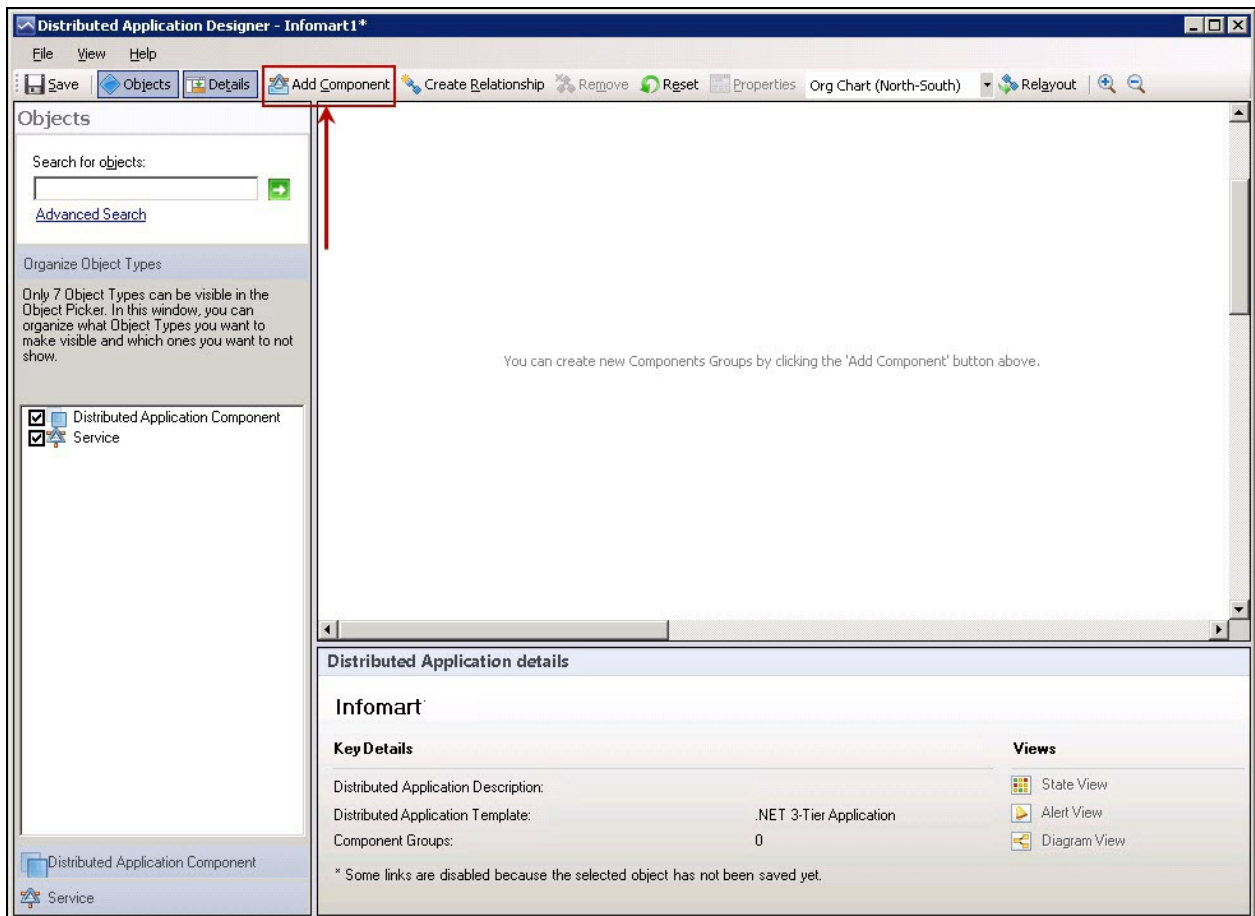 Distributed Application Designer - Infomart1*
File View Help
Save Objects Details Add Component Create Relationship Remove Reset Properties Org Chart (North-South) Relayout
Objects
Search for objects:
Advanced Search
Organize Object Types
Only 7 Object Types can be visible in the
Object Picker. In this window, you can
organize what Object Types you want to
make visible and which ones you want to not
show.
Distributed Application Component
Service
Distributed Application Component
Service
You can create new Components Groups by clicking the 'Add Component' button above.
Distributed Application details
Infomart
Key Details
Distributed Application Description:
Distributed Application Template: .NET 3-Tier Application
Component Groups: 0
* Some links are disabled because the selected object has not been saved yet.
Views
State View
Alert View
Diagram View